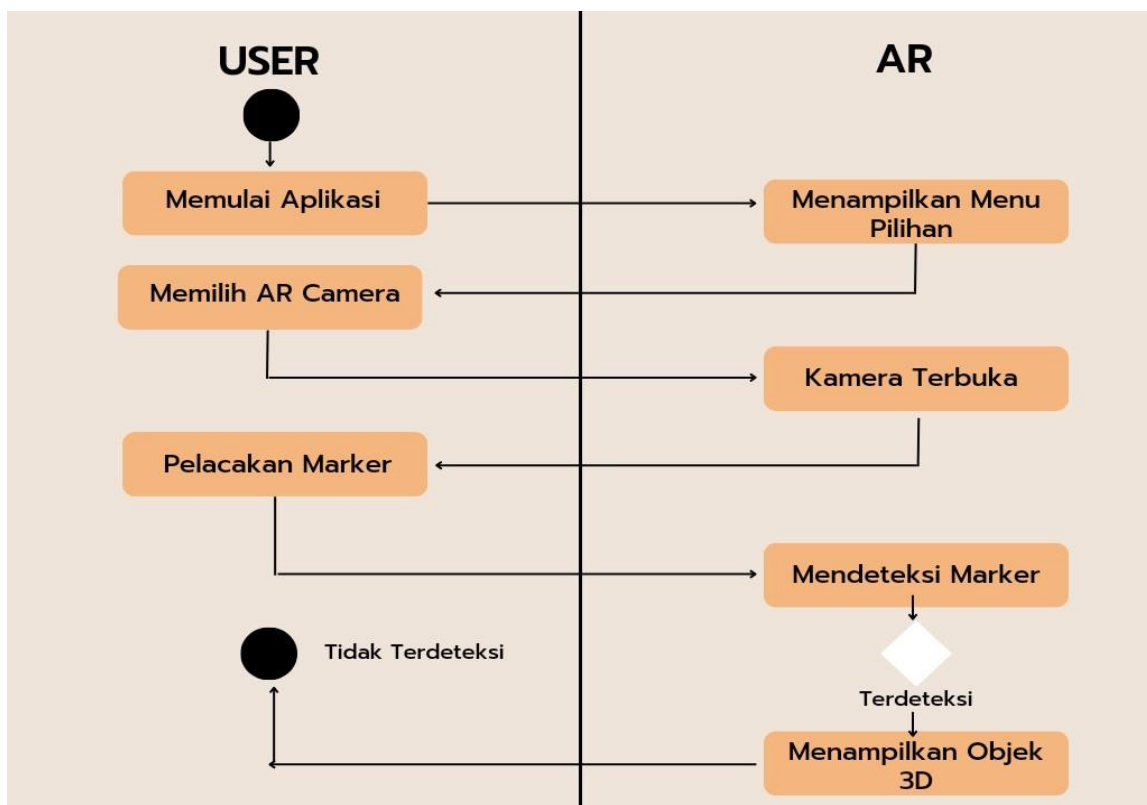 USER
AR
Memulai Aplikasi
Menampilkan Menu
Pilihan
Memilih AR Camera
Kamera Terbuka
Pelacakan Marker
Mendeteksi Marker
Tidak Terdeteksi
Terdeteksi
Menampilkan Objek
3D